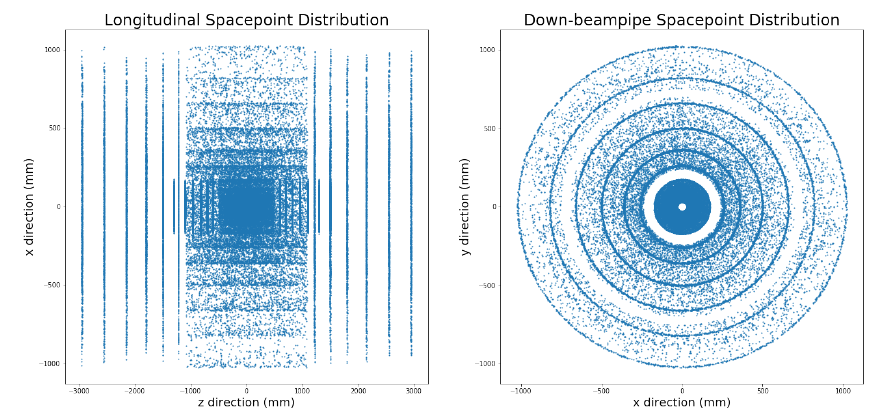 Longitudinal Spacepoint Distribution
1000
500
0
−500
−1000
x direction (mm)
−3000 −2000 −1000 0 1000 2000 3000
z direction (mm)
Down-beampipe Spacepoint Distribution
1000
500
0
−500
−1000
y direction (mm)
−1000 −500 0 500 1000
x direction (mm)